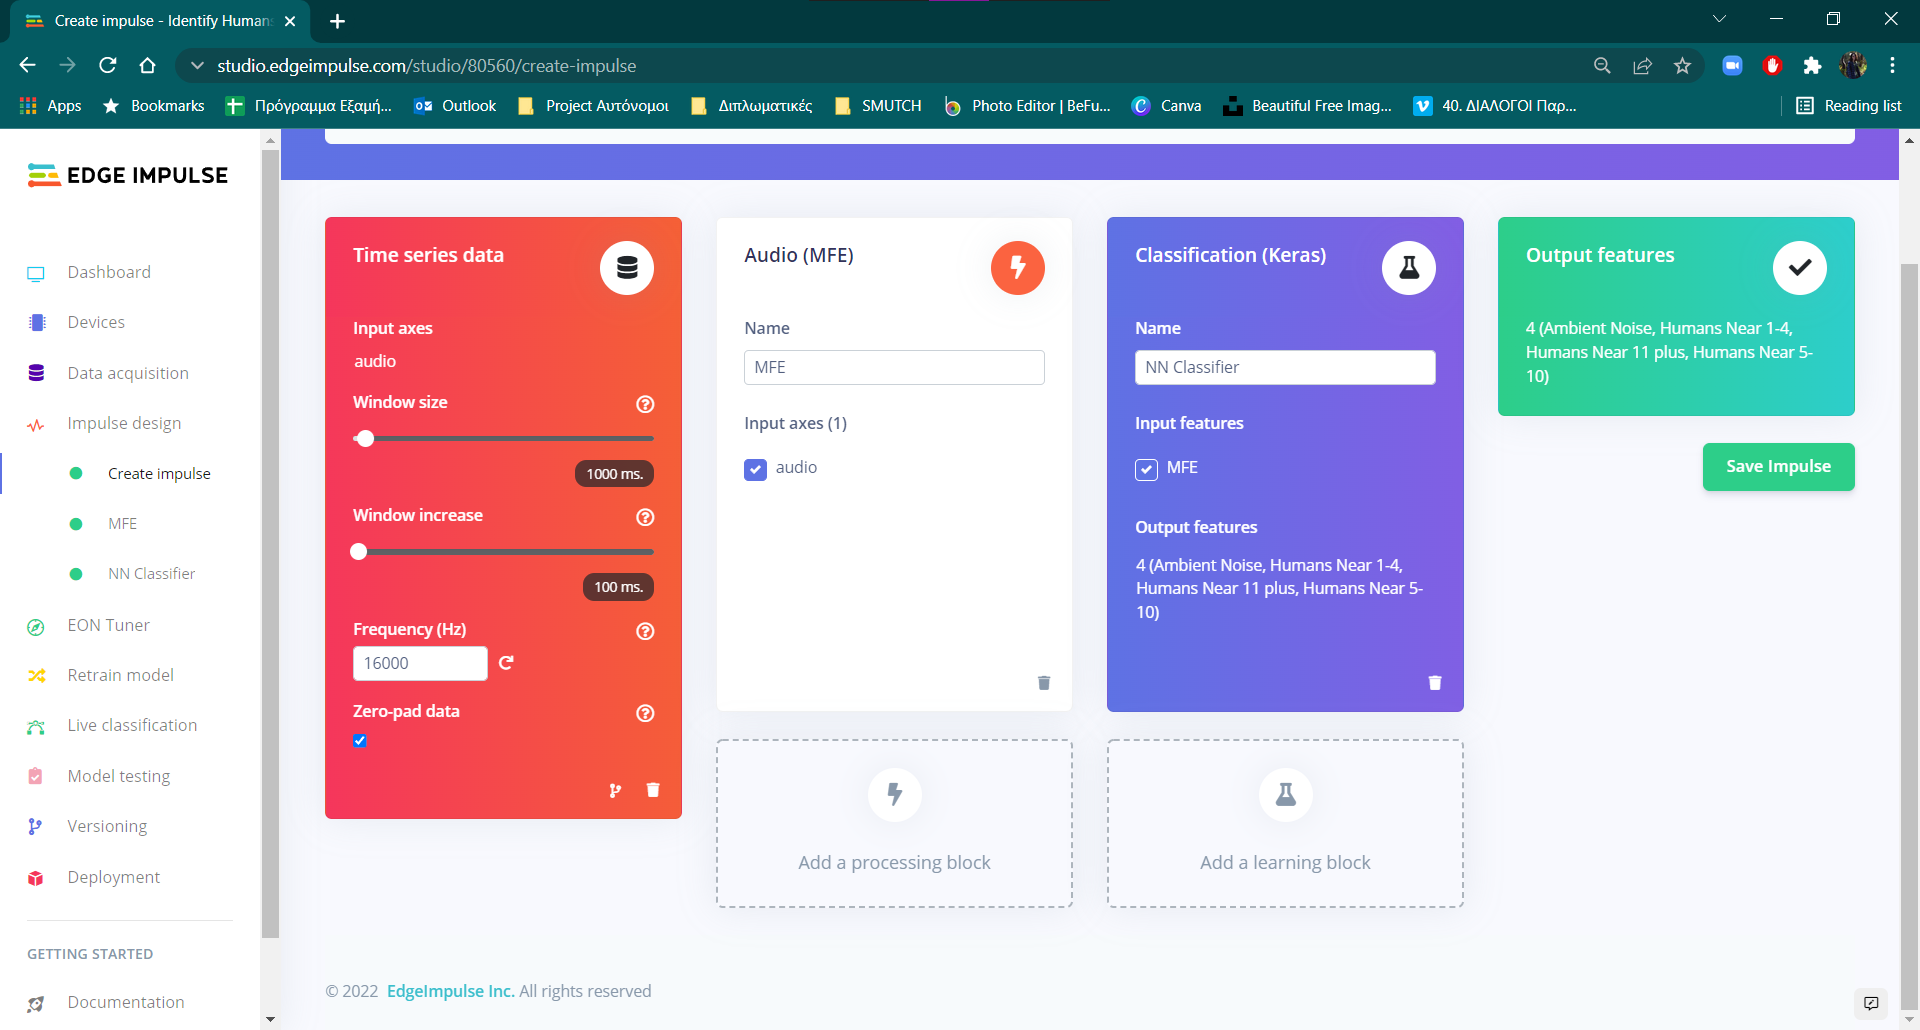 Create impulse - Identify Humans
studio.edgeimpulse.com/studio/80560/create-impulse
Apps
Bookmarks
Πρόγραμμα Εξαμή...
Outlook
Project Αυτόνομοι
Διπλωματικές
SMUTCH
Photo Editor | BeFu...
Canva
Beautiful Free Imag...
40. ΔΙΑΛΟΓΟΙ Παρ...
Reading list
EDGE IMPULSE
Dashboard
Devices
Data acquisition
Impulse design
Create impulse
MFE
NN Classifier
EON Tuner
Retrain model
Live classification
Model testing
Versioning
Deployment
GETTING STARTED
Documentation
Time series data
Input axes
audio
Window size
1000 ms.
Window increase
100 ms.
Frequency (Hz)
16000
Zero-pad data
Audio (MFE)
Name
MFE
Input axes (1)
audio
Classification (Keras)
Name
NN Classifier
Input features
MFE
Output features
4 (Ambient Noise, Humans Near 1-4,
Humans Near 11 plus, Humans Near 5-
10)
Output features
4 (Ambient Noise, Humans Near 1-4,
Humans Near 11 plus, Humans Near 5-
10)
Save Impulse
Add a processing block
Add a learning block
© 2022 EdgeImpulse Inc. All rights reserved